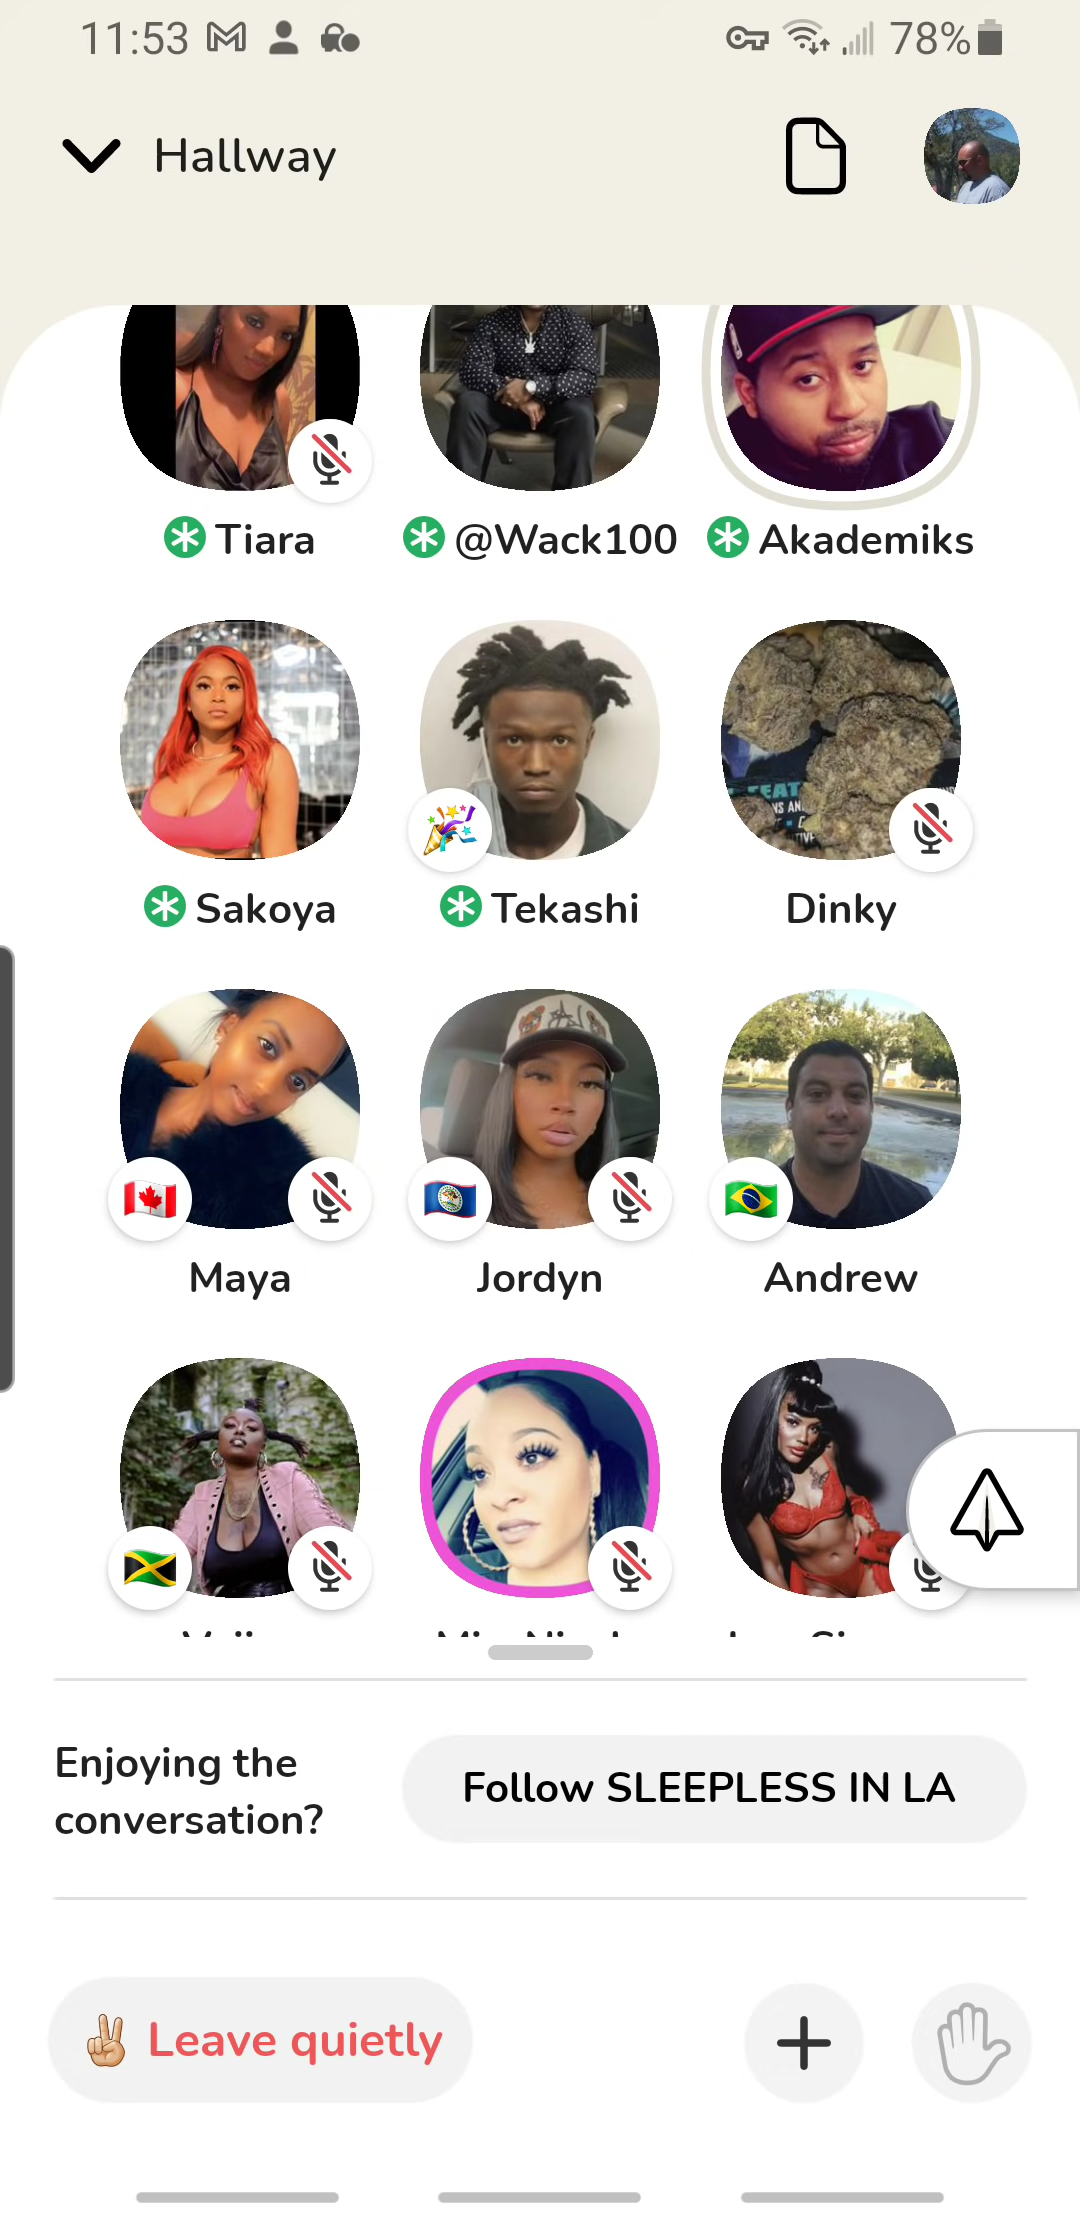 11:53
78%
Hallway
Tiara
@Wack100
Akademiks
Sakoya
Tekashi
Dinky
Maya
Jordyn
Andrew
Enjoying the
conversation?
Follow SLEEPLESS IN LA
Leave quietly